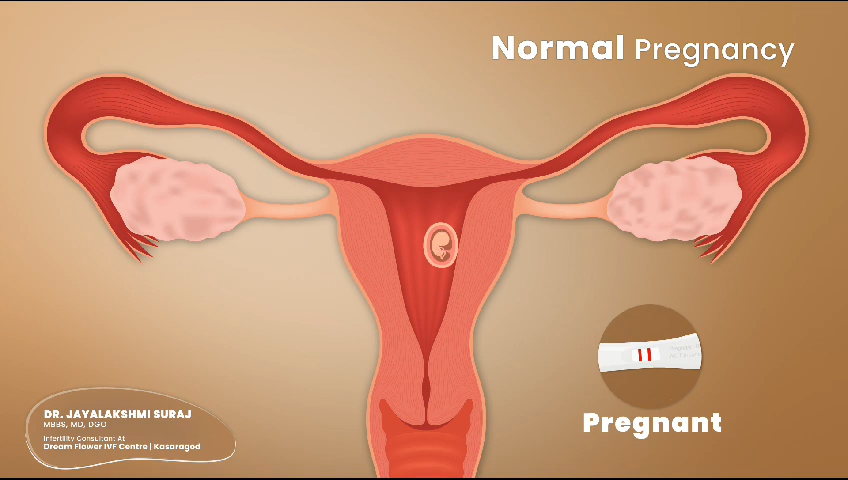 Normal Pregnancy
Pregnant
DR. JAYALAKSHMI SURAJ
MBBS, MD, DGO
Infertility Consultant At
Dream Flower IVF Centre | Kasaragod